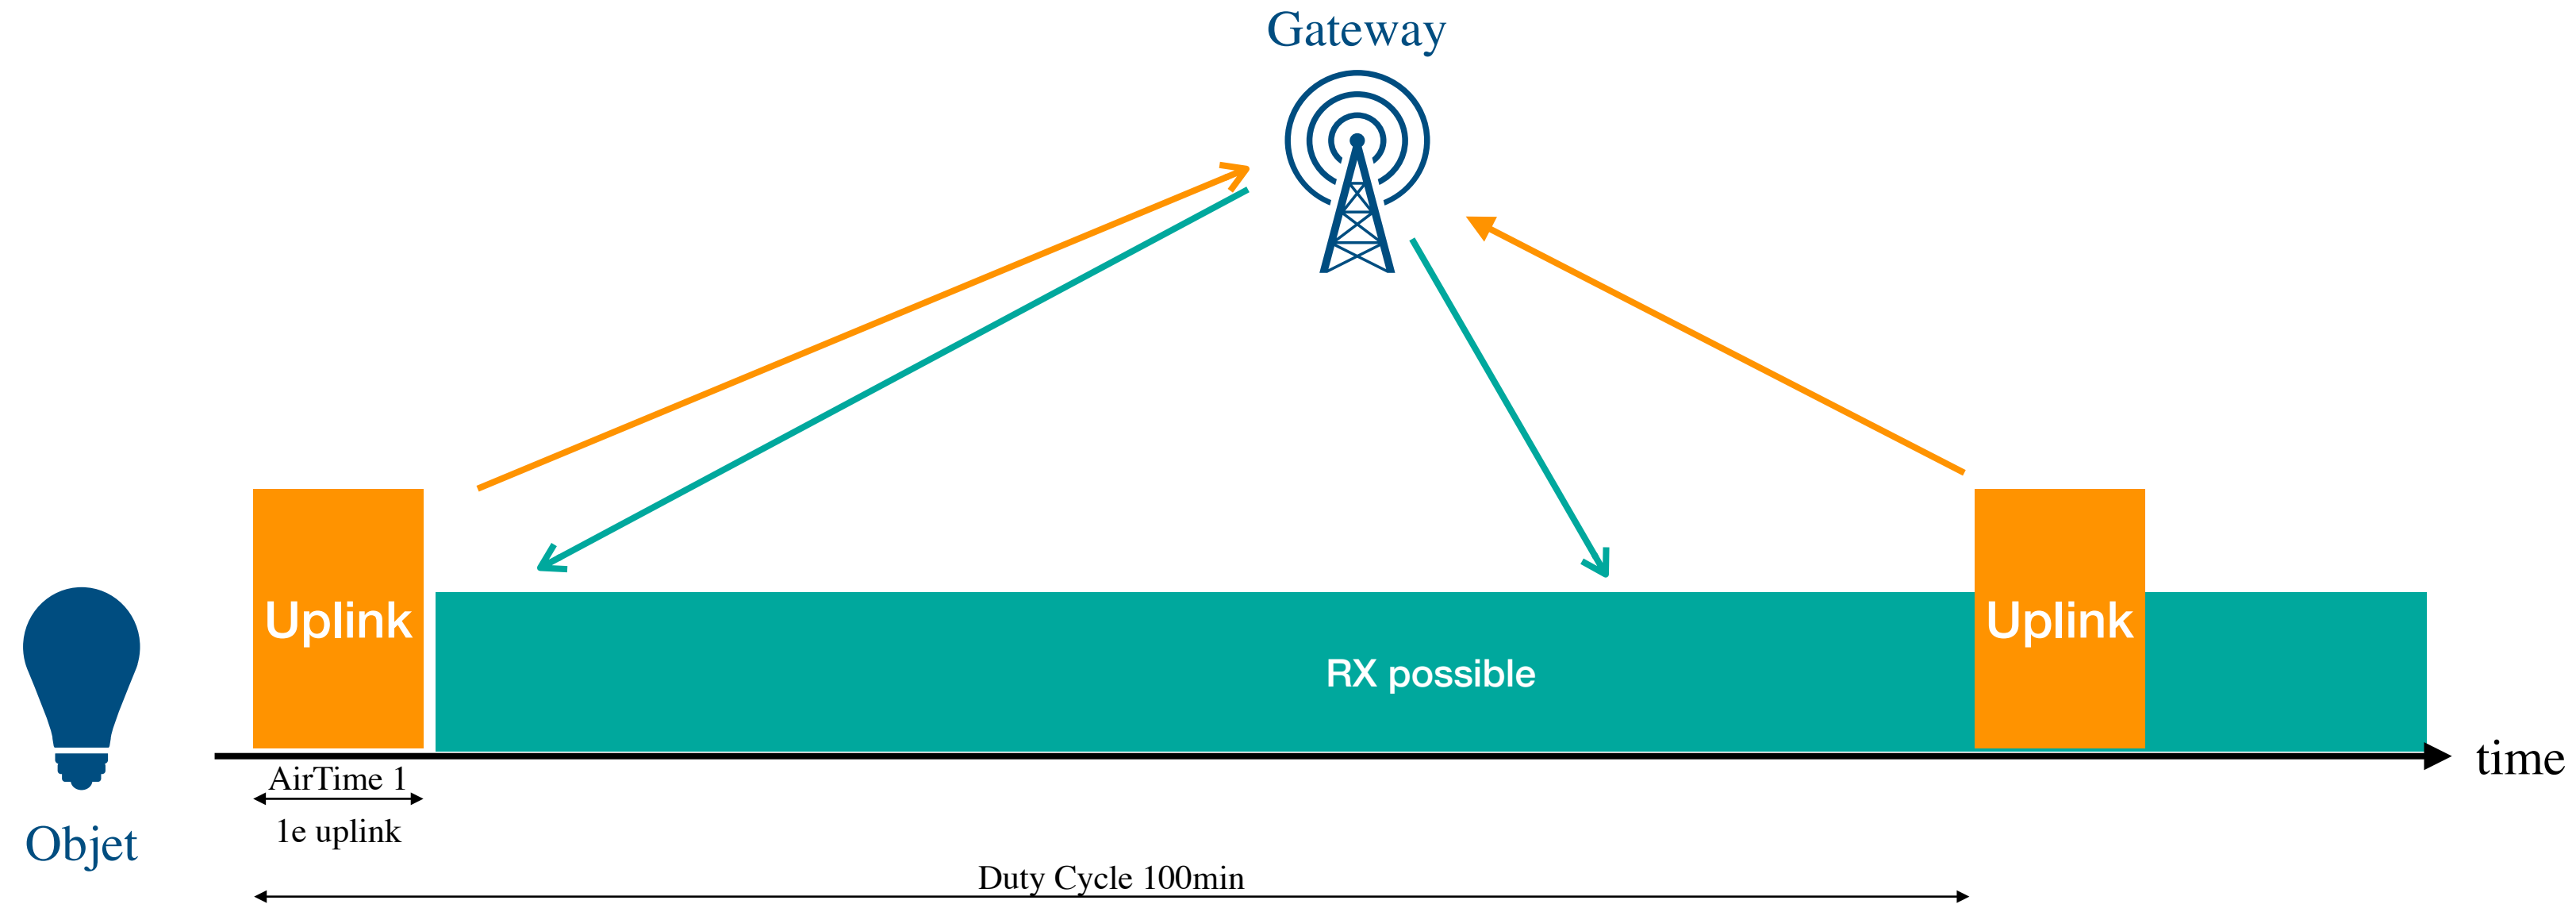 Gateway
Uplink
Uplink
RX possible
time
AirTime 1
1e uplink
Objet
Duty Cycle 100min